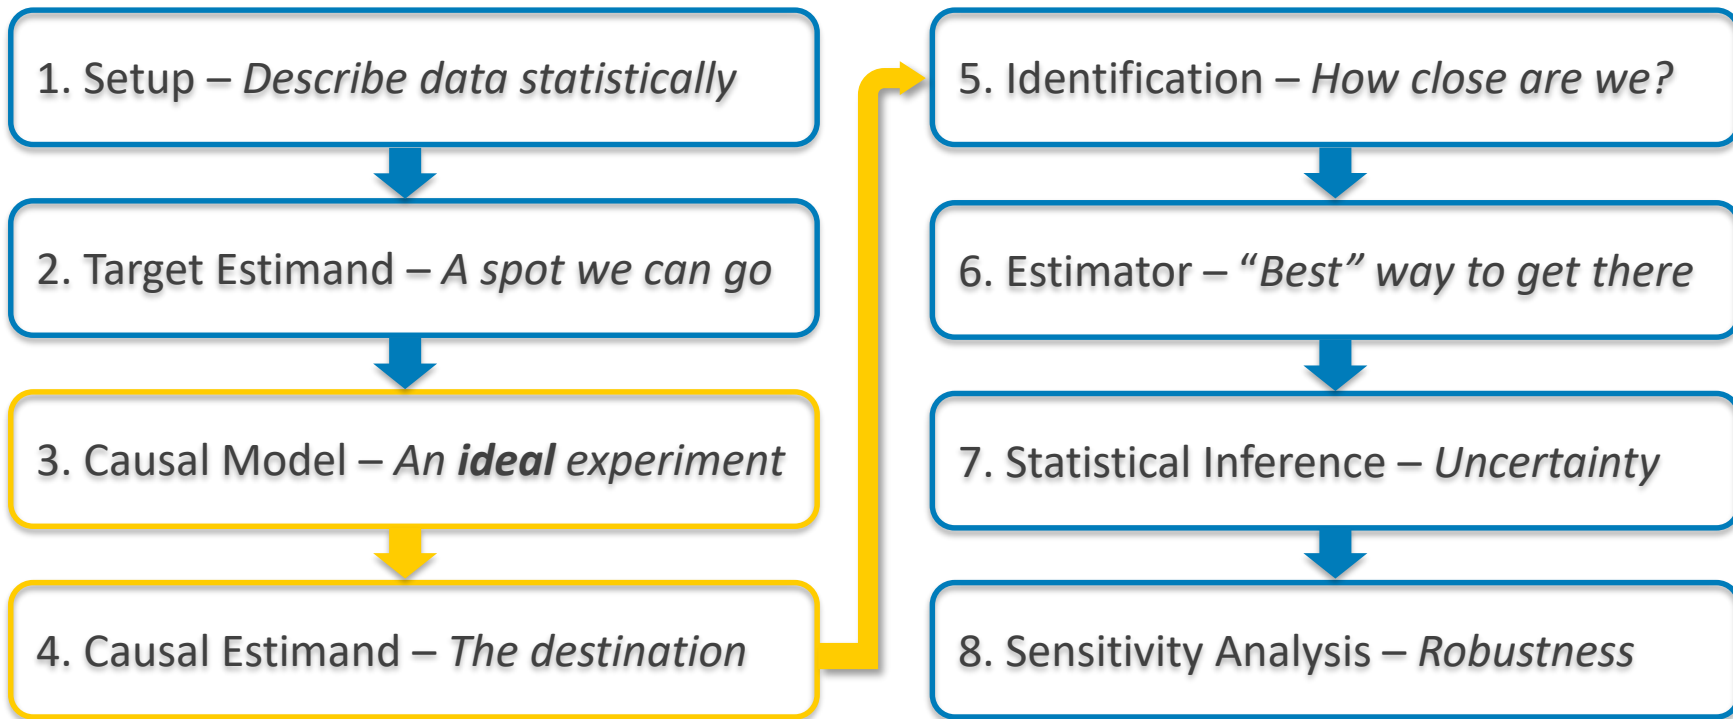 1. Setup – Describe data statistically
2. Target Estimand – A spot we can go
3. Causal Model – An ideal experiment
4. Causal Estimand – The destination
5. Identification – How close are we?
6. Estimator – “Best” way to get there
7. Statistical Inference – Uncertainty
8. Sensitivity Analysis – Robustness